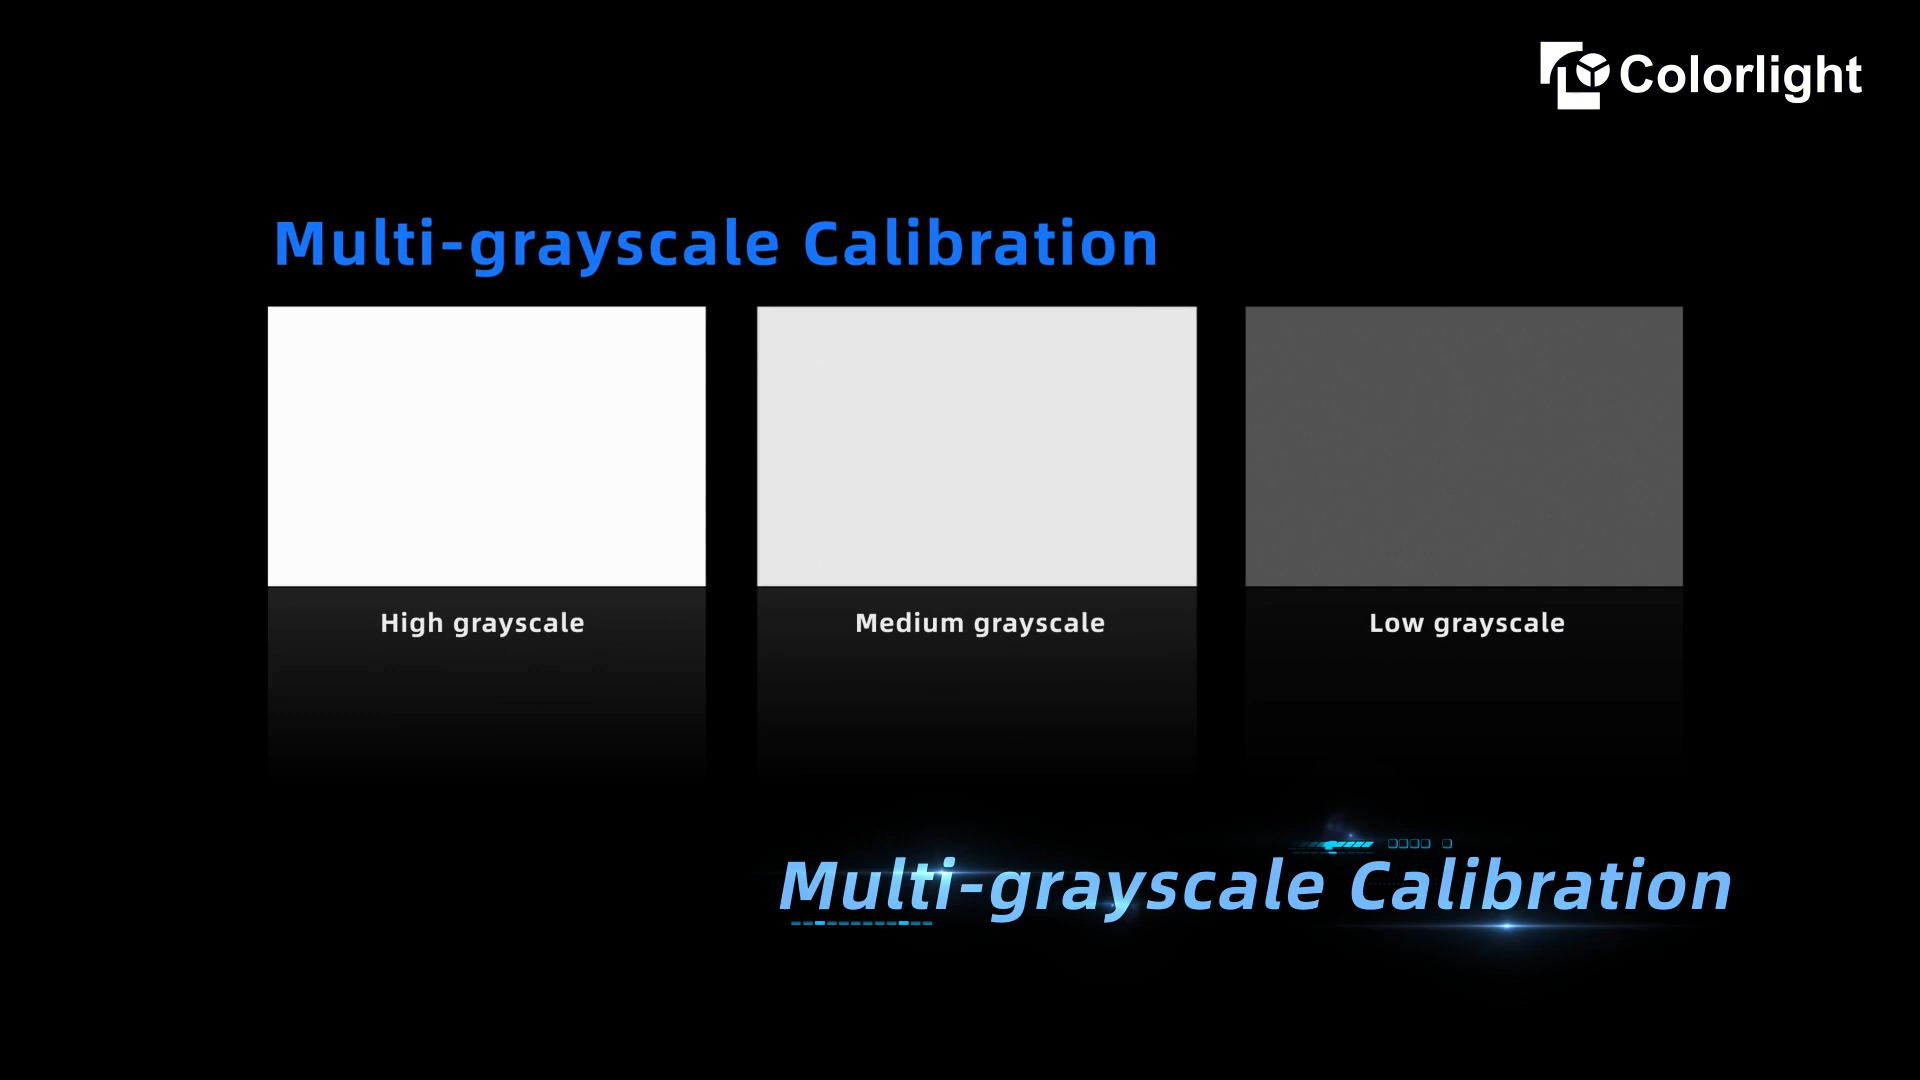 Colorlight
Multi-grayscale Calibration
High grayscale
Medium grayscale
Low grayscale
Multi-grayscale Calibration